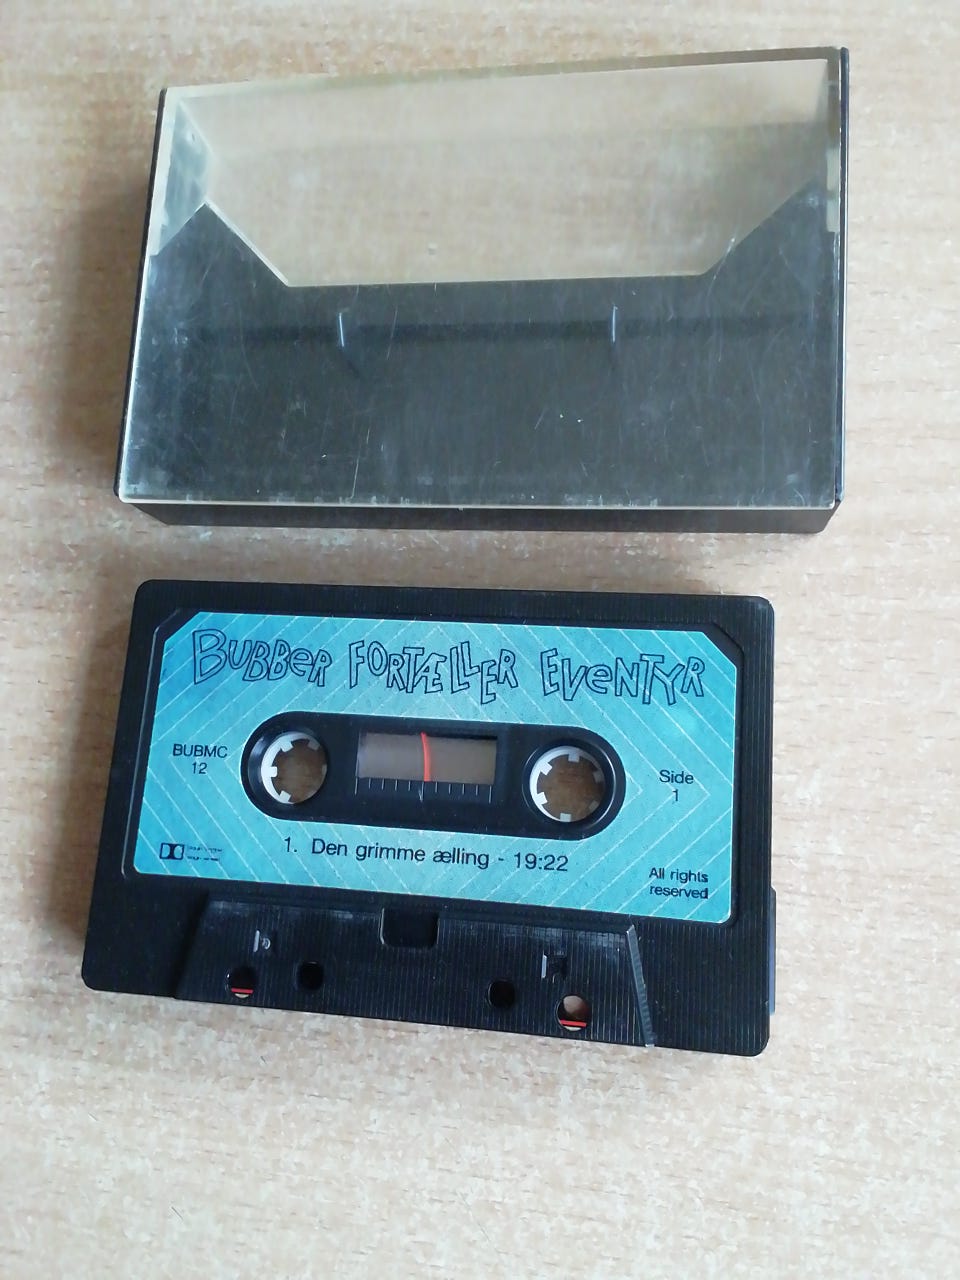 BUBBER FORTÆLLER EVENTYR
BUBMC
12
Side
1
1. Den grimme ælling - 19:22
All rights
reserved